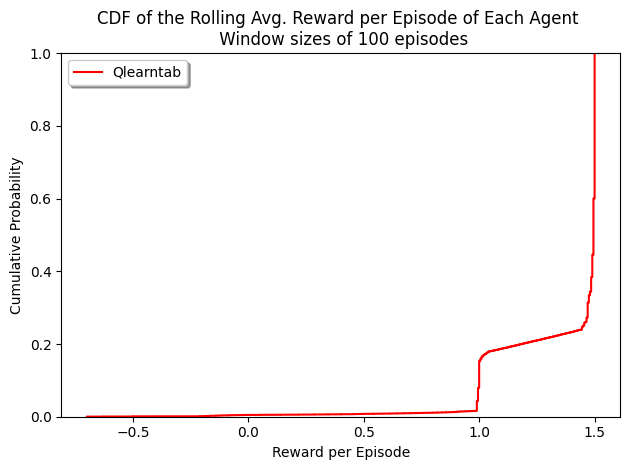 CDF of the Rolling Avg. Reward per Episode of Each Agent
Window sizes of 100 episodes
Qlearntab
1.0
0.8
0.6
0.4
0.2
0.0
Cumulative Probability
−0.5
0.0
0.5
1.0
1.5
Reward per Episode